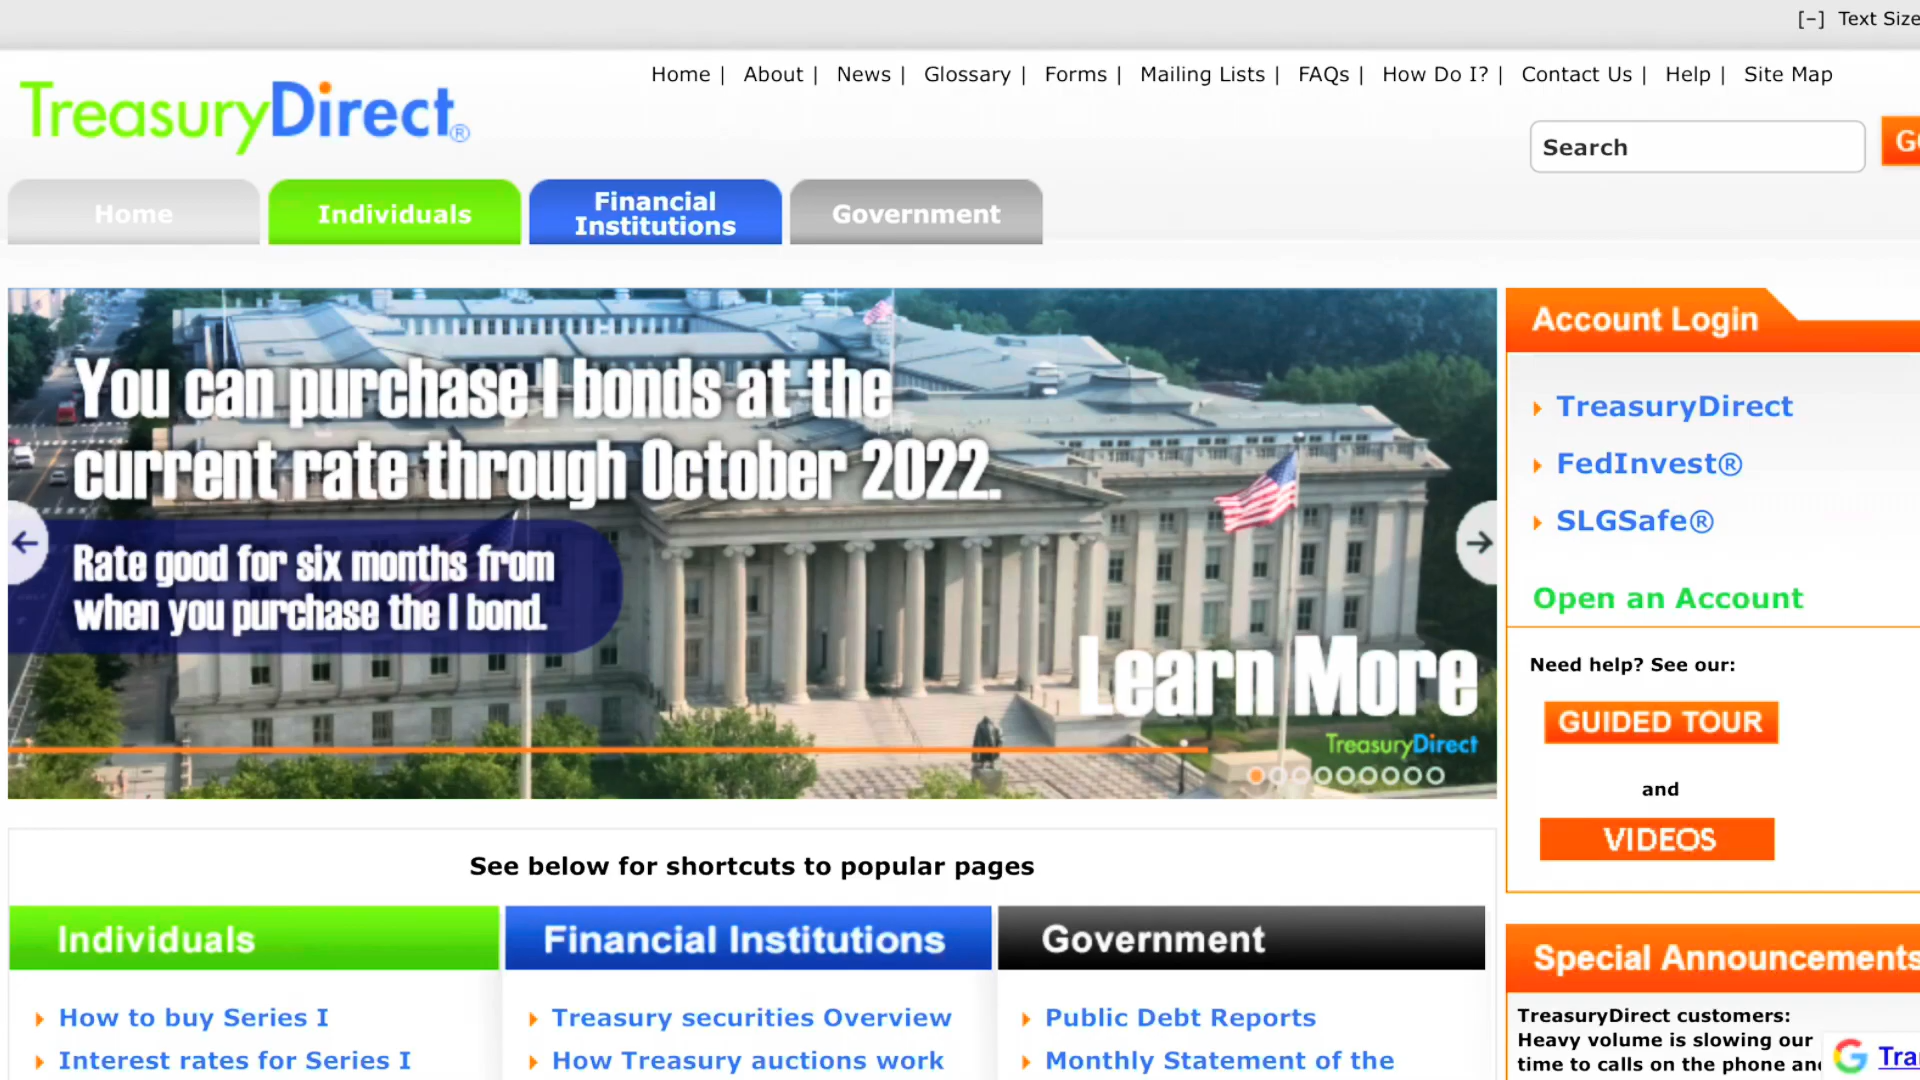 [–] Text Size
Home | About | News | Glossary | Forms | Mailing Lists | FAQs | How Do I? | Contact Us | Help | Site Map
TreasuryDirect®
Search
Home
Individuals
Financial
Institutions
Government
You can purchase I bonds at the
current rate through October 2022.
Rate good for six months from
when you purchase the I bond.
Learn More
TreasuryDirect
Account Login
TreasuryDirect
FedInvest®
SLGSafe®
Open an Account
Need help? See our:
GUIDED TOUR
and
VIDEOS
See below for shortcuts to popular pages
Individuals
How to buy Series I
Interest rates for Series I
Financial Institutions
Treasury securities Overview
How Treasury auctions work
Government
Public Debt Reports
Monthly Statement of the
Special Announcements
TreasuryDirect customers:
Heavy volume is slowing our
time to calls on the phone and